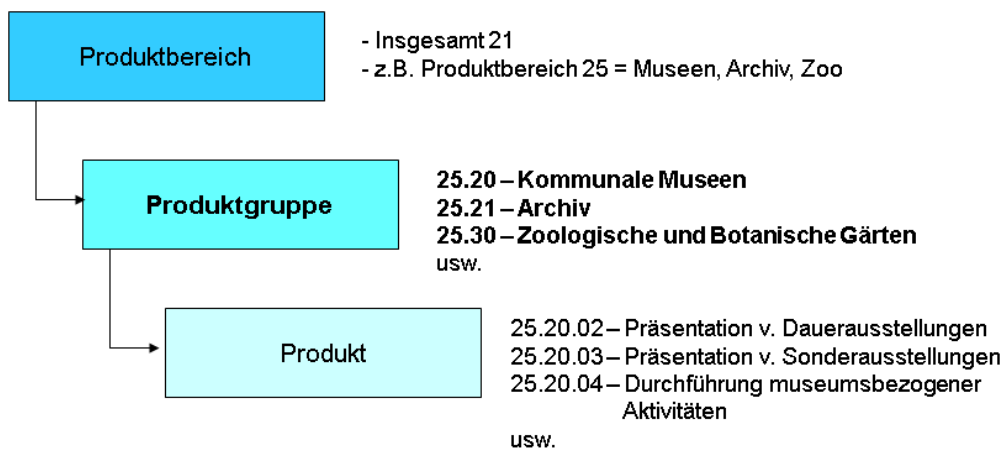 Produktbereich
- Insgesamt 21
- z.B. Produktbereich 25 = Museen, Archiv, Zoo
Produktgruppe
25.20 – Kommunale Museen
25.21 – Archiv
25.30 – Zoologische und Botanische Gärten
usw.
Produkt
25.20.02 – Präsentation v. Dauerausstellungen
25.20.03 – Präsentation v. Sonderausstellungen
25.20.04 – Durchführung museumsbezogener
Aktivitäten
usw.